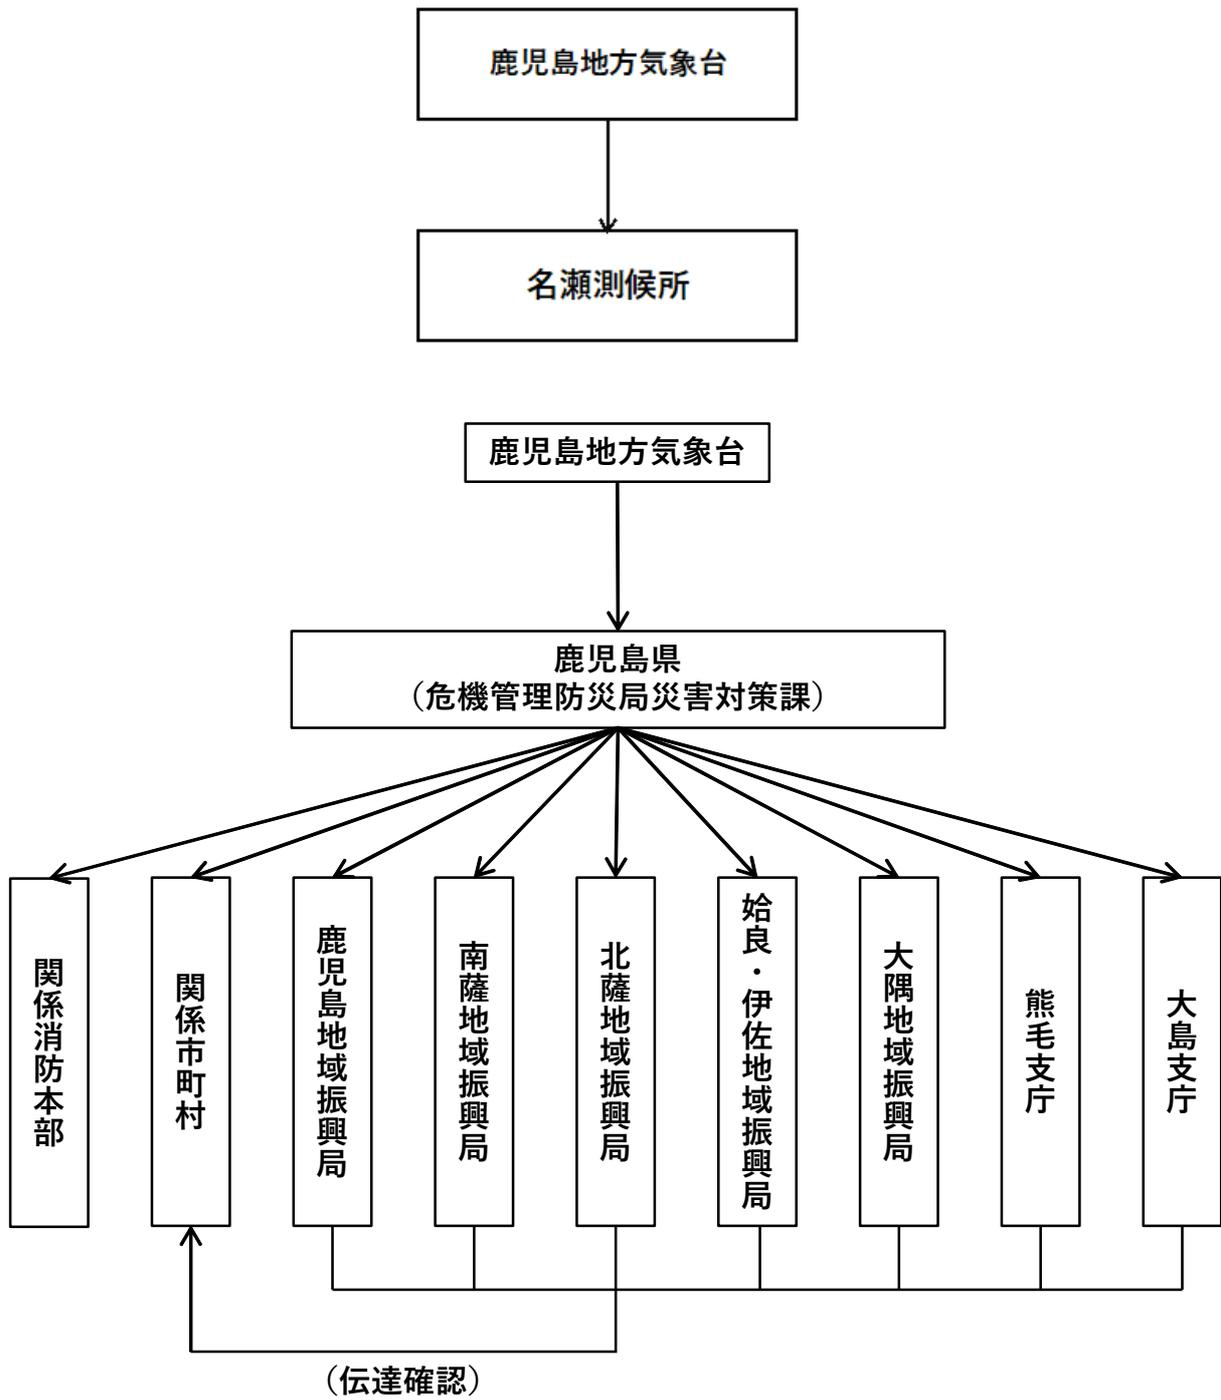 鹿児島地方気象台
名瀬測候所
鹿児島地方気象台
鹿児島県
（危機管理防災局災害対策課）
関係消防本部
関係市町村
鹿児島地域振興局
南薩地域振興局
北薩地域振興局
姶良・伊佐地域振興局
大隅地域振興局
熊毛支庁
大島支庁
（伝達確認）